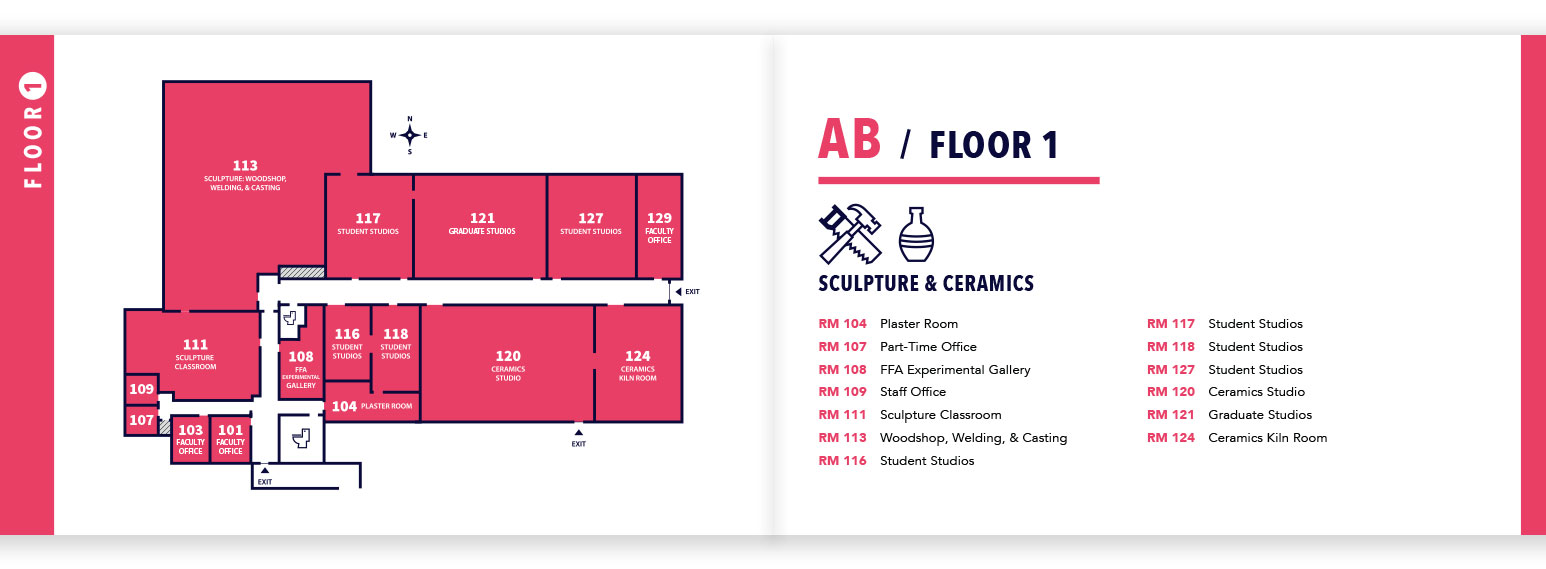 FLOOR 1
N
W E
S
113
SCULPTURE: WOODSHOP,
WELDING, & CASTING
117
STUDENT STUDIOS
121
GRADUATE STUDIOS
127
STUDENT STUDIOS
129
FACULTY
OFFICE
EXIT
111
SCULPTURE
CLASSROOM
108
FFA
EXPERIMENTAL
GALLERY
116
STUDENT
STUDIOS
118
STUDENT
STUDIOS
120
CERAMICS
STUDIO
124
CERAMICS
KILN ROOM
109
107
104 PLASTER ROOM
103
FACULTY
OFFICE
101
FACULTY
OFFICE
EXIT
EXIT
AB / FLOOR 1
SCULPTURE & CERAMICS
RM 104 Plaster Room
RM 107 Part-Time Office
RM 108 FFA Experimental Gallery
RM 109 Staff Office
RM 111 Sculpture Classroom
RM 113 Woodshop, Welding, & Casting
RM 116 Student Studios
RM 117 Student Studios
RM 118 Student Studios
RM 127 Student Studios
RM 120 Ceramics Studio
RM 121 Graduate Studios
RM 124 Ceramics Kiln Room